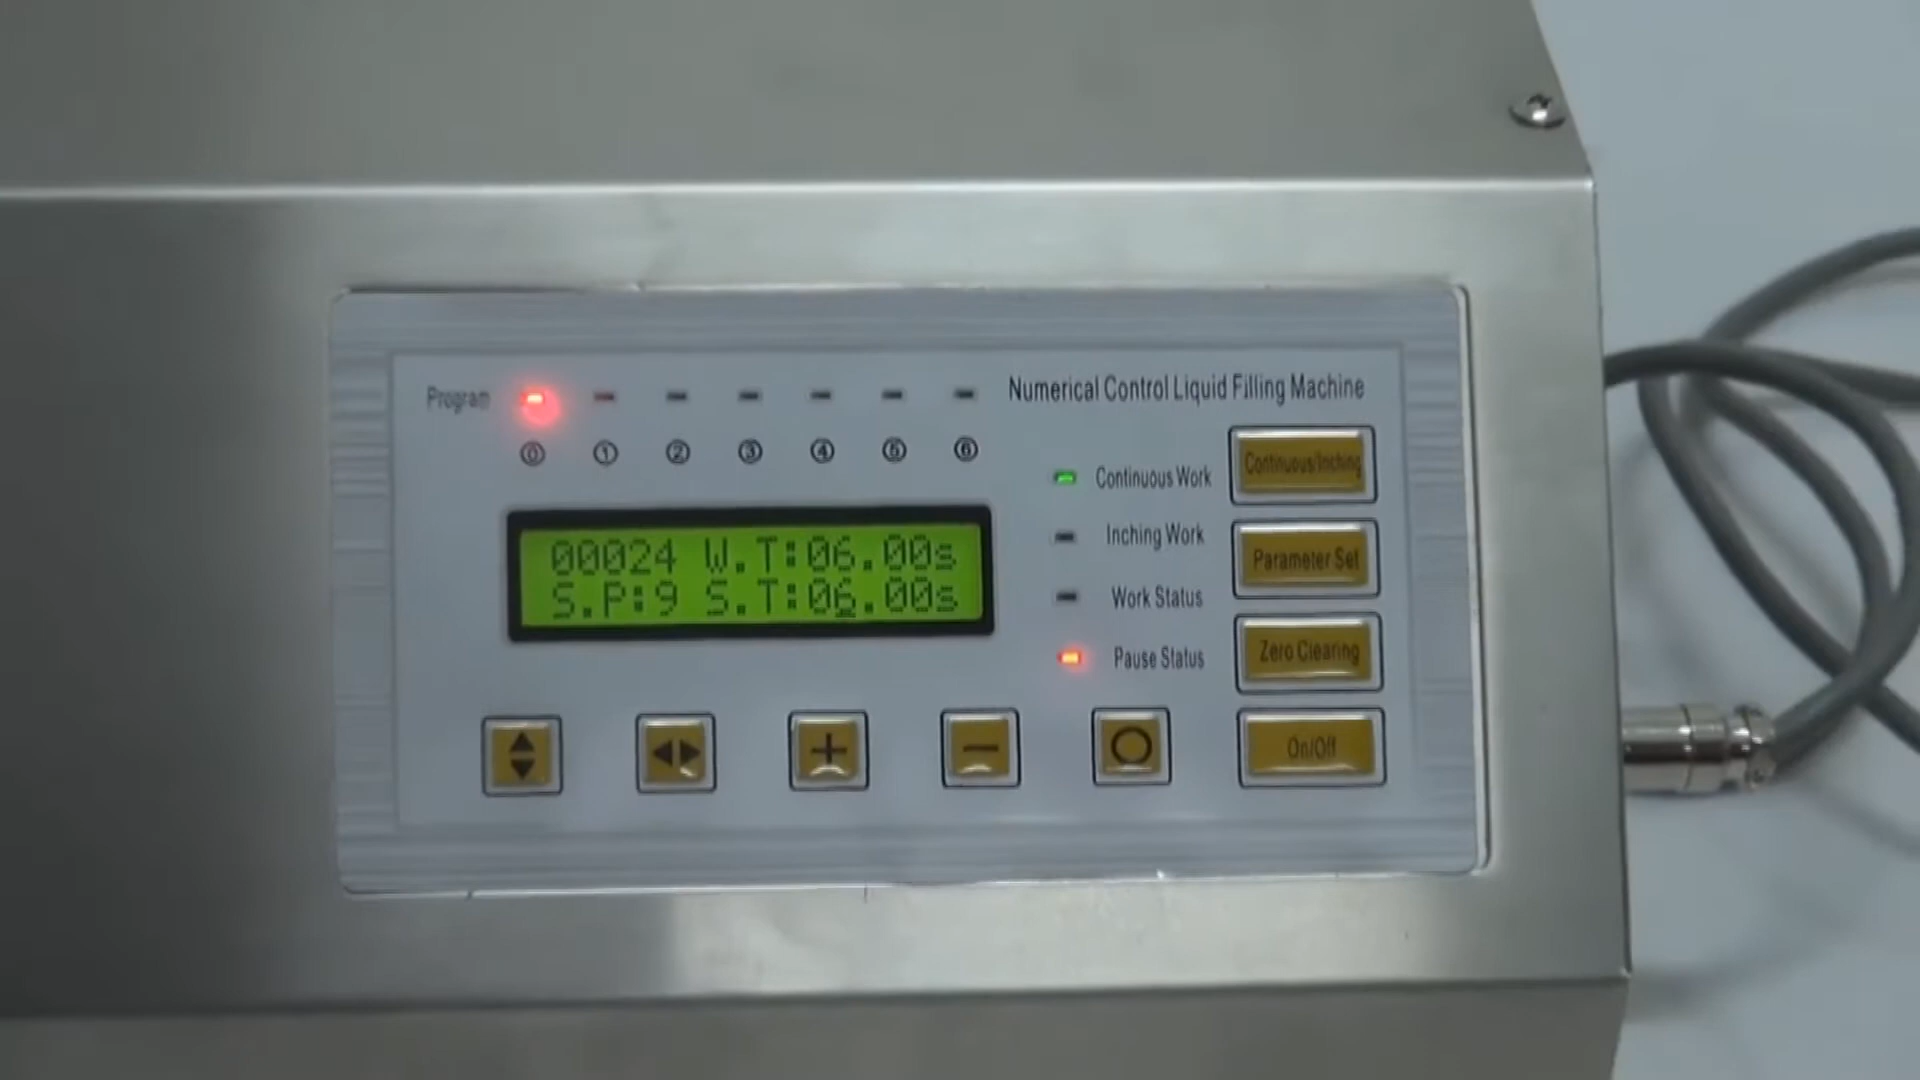 Program
Numerical Control Liquid Filling Machine
⓪ ① ② ③ ④ ⑤ ⑥
Continuous Work
Continuous/Inching
00024 W.T:06.00s
S.P:9 S.T:06.00s
Inching Work
Parameter Set
Work Status
Zero Clearing
Pause Status
+
−
On/Off